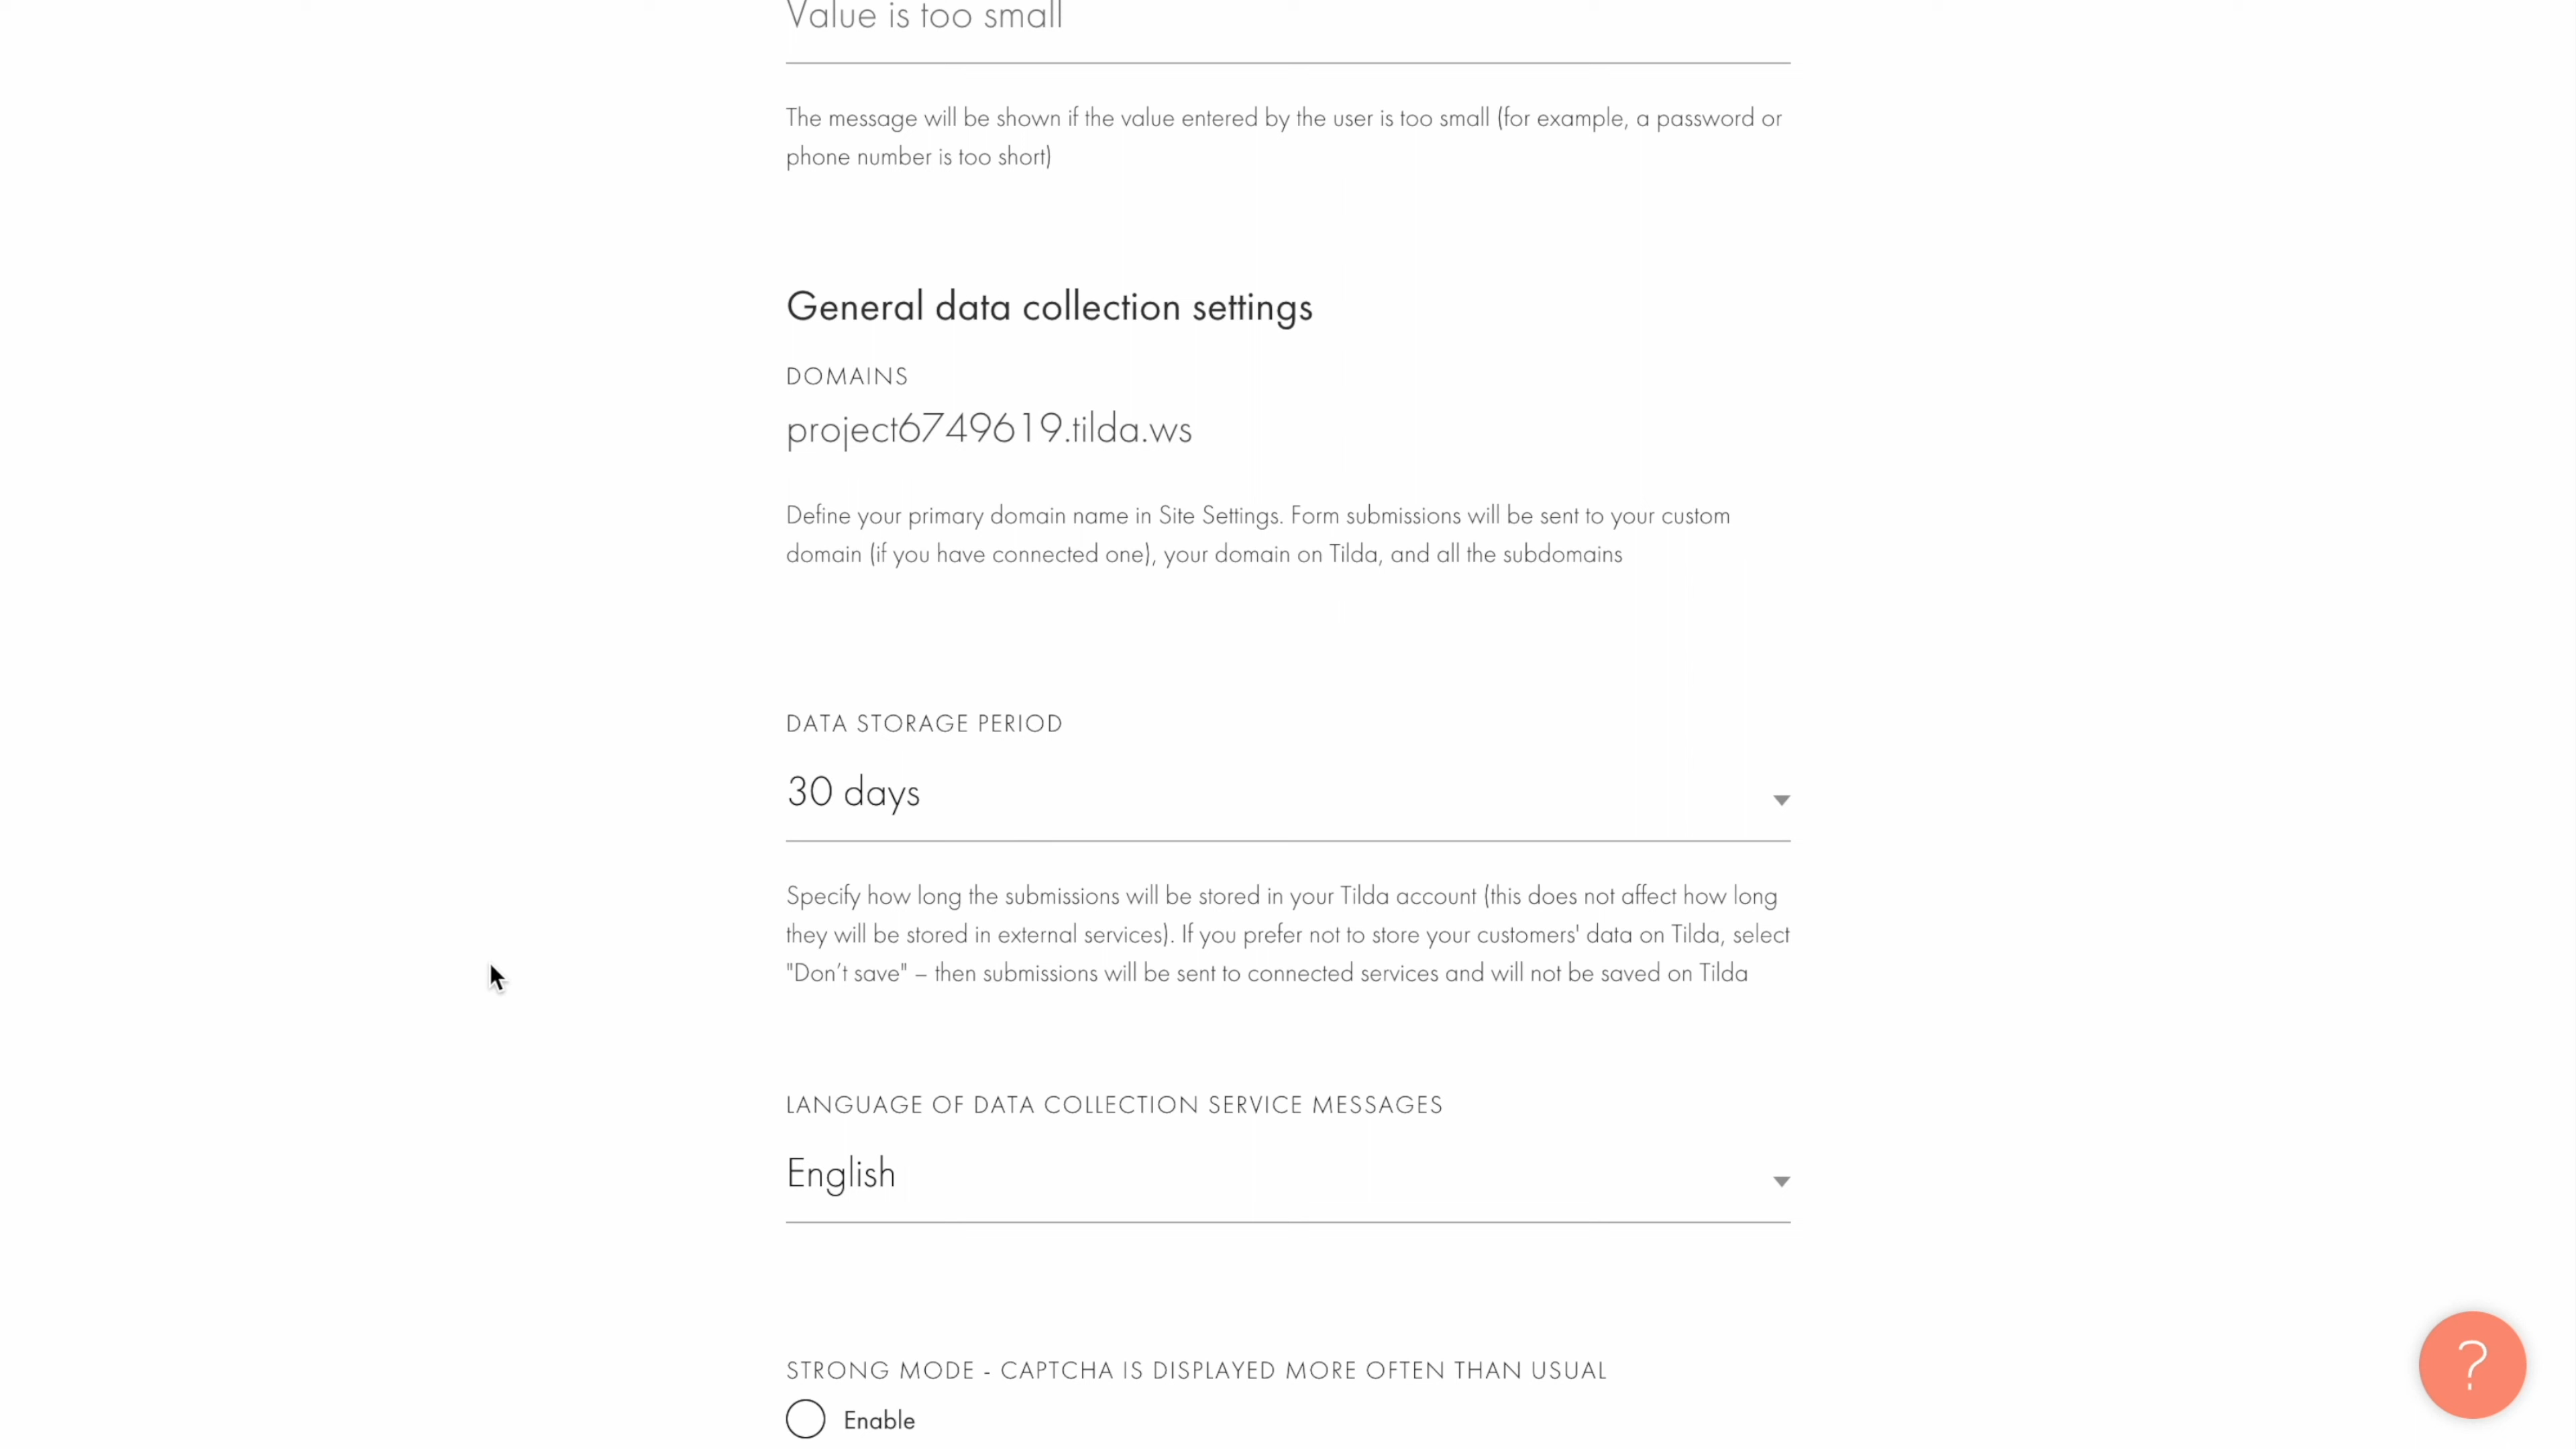 Value is too small
The message will be shown if the value entered by the user is too small (for example, a password or
phone number is too short)
General data collection settings
DOMAINS
project6749619.tilda.ws
Define your primary domain name in Site Settings. Form submissions will be sent to your custom
domain (if you have connected one), your domain on Tilda, and all the subdomains
DATA STORAGE PERIOD
30 days
Specify how long the submissions will be stored in your Tilda account (this does not affect how long
they will be stored in external services). If you prefer not to store your customers' data on Tilda, select
"Don’t save" – then submissions will be sent to connected services and will not be saved on Tilda
LANGUAGE OF DATA COLLECTION SERVICE MESSAGES
English
STRONG MODE - CAPTCHA IS DISPLAYED MORE OFTEN THAN USUAL
Enable
?